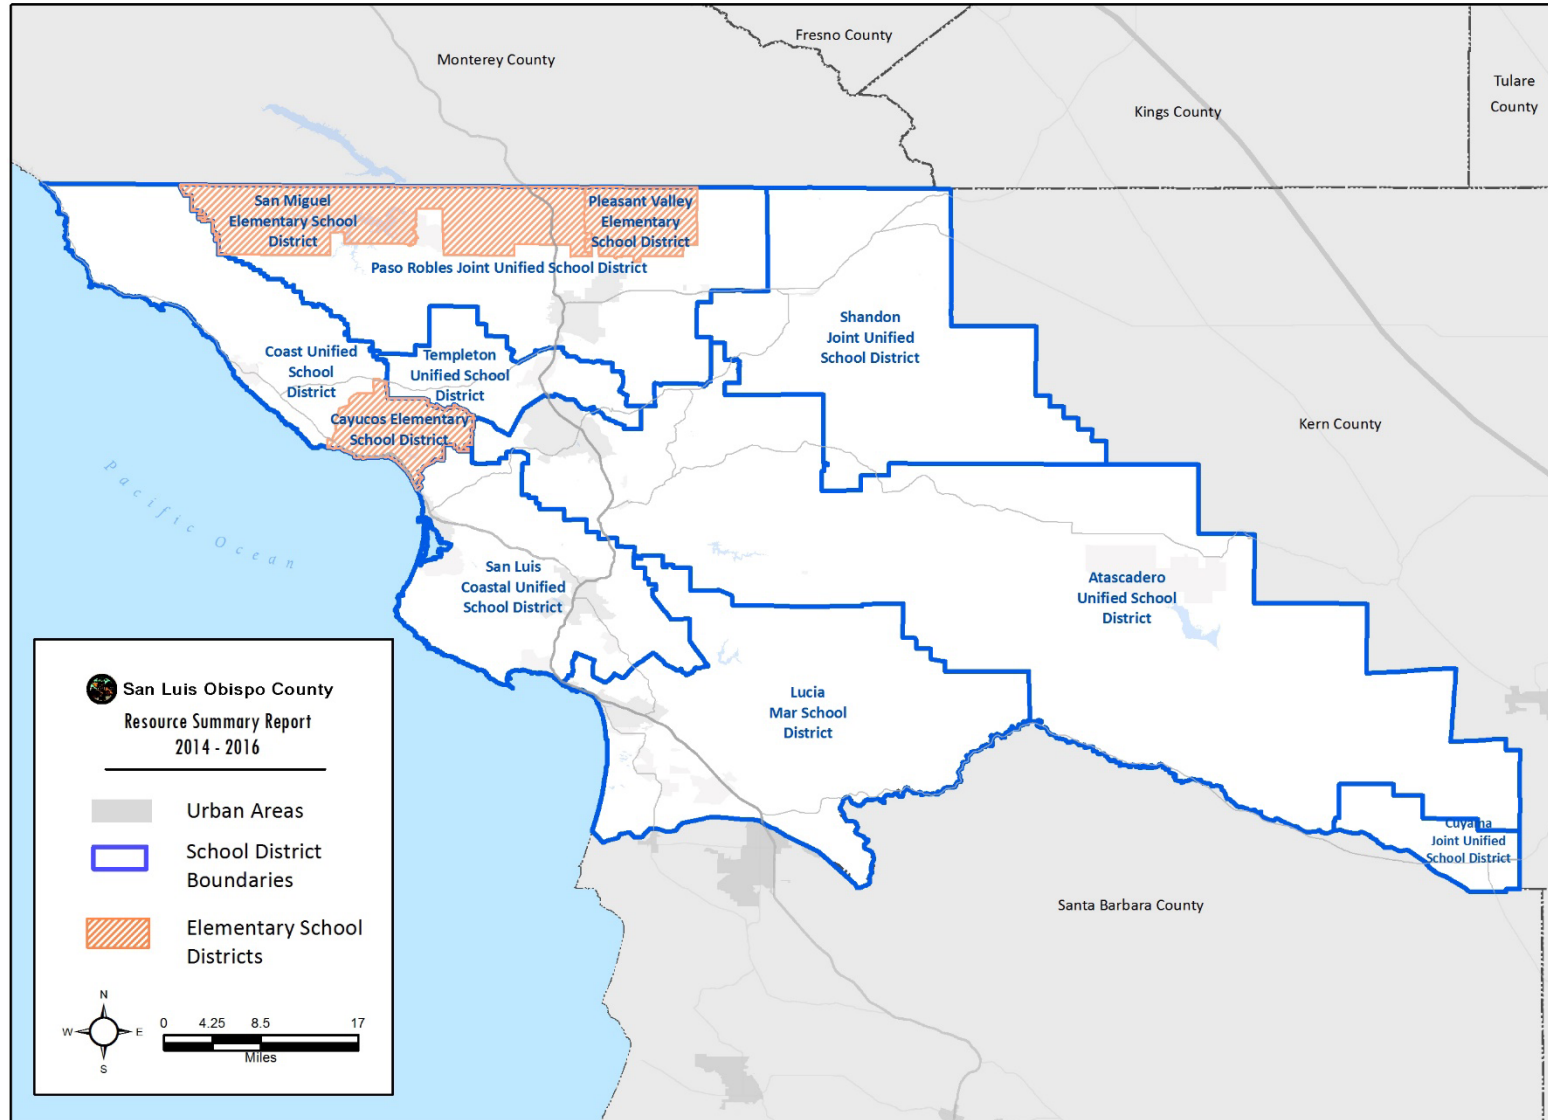 Fresno County
Monterey County
Tulare
County
Kings County
San Miguel
Elementary School
District
Pleasant Valley
Elementary
School District
Paso Robles Joint Unified School District
Shandon
Joint Unified
School District
Coast Unified
School
District
Templeton
Unified School
District
Cayucos Elementary
School District
Kern County
Pacific Ocean
San Luis
Coastal Unified
School District
Atascadero
Unified School
District
Lucia
Mar School
District
Cuyama
Joint Unified
School District
Santa Barbara County
San Luis Obispo County
Resource Summary Report
2014 - 2016
Urban Areas
School District
Boundaries
Elementary School
Districts
N
W
E
S
0 4.25 8.5 17
Miles